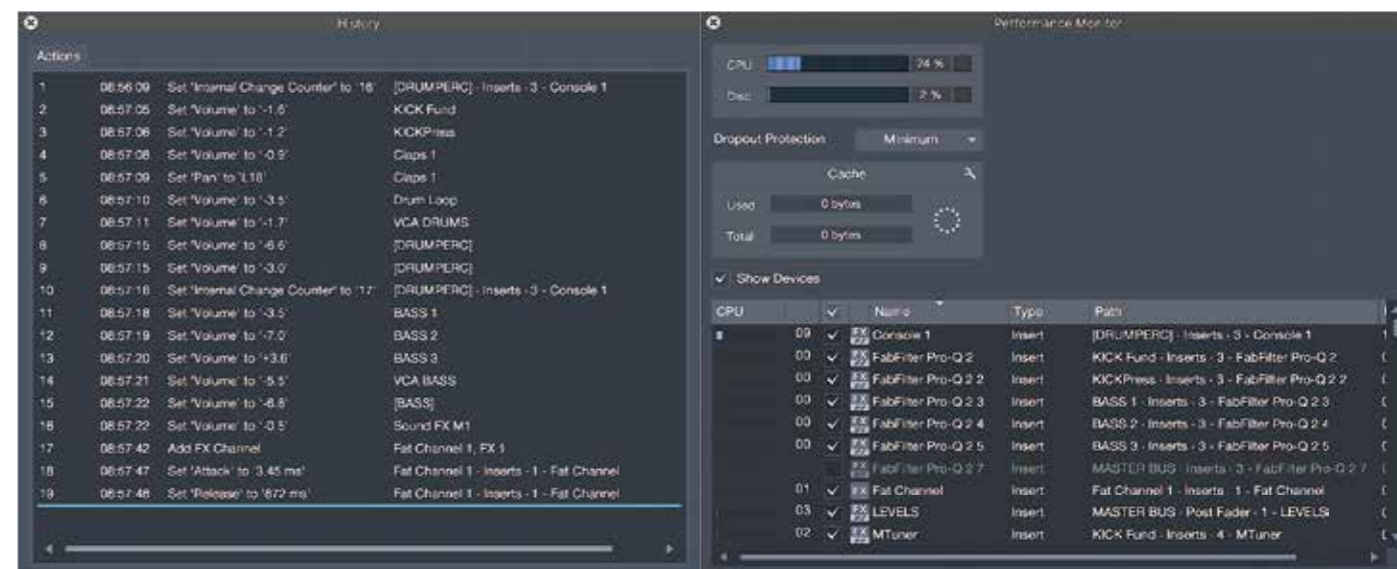 History
Actions
1 08:56:09 Set 'Internal Change Counter' to '16' [DRUMPERC] - Inserts - 3 - Console 1
2 08:57:05 Set 'Volume' to '-1.6' KICK Fund
3 08:57:06 Set 'Volume' to '-1.2' KICKPress
4 08:57:08 Set 'Volume' to '-0.9' Claps 1
5 08:57:09 Set 'Pan' to 'L18' Claps 1
6 08:57:10 Set 'Volume' to '-3.5' Drum Loop
7 08:57:11 Set 'Volume' to '-1.7' VCA DRUMS
8 08:57:15 Set 'Volume' to '-6.6' [DRUMPERC]
9 08:57:15 Set 'Volume' to '-3.0' [DRUMPERC]
10 08:57:16 Set 'Internal Change Counter' to '17' [DRUMPERC] - Inserts - 3 - Console 1
11 08:57:18 Set 'Volume' to '-3.5' BASS 1
12 08:57:19 Set 'Volume' to '-7.0' BASS 2
13 08:57:20 Set 'Volume' to '+3.6' BASS 3
14 08:57:21 Set 'Volume' to '-5.5' VCA BASS
15 08:57:22 Set 'Volume' to '-6.8' [BASS]
16 08:57:22 Set 'Volume' to '-0.5' Sound FX M1
17 08:57:42 Add FX Channel Fat Channel 1, FX 1
18 08:57:47 Set 'Attack' to '3.45 ms' Fat Channel 1 - Inserts - 1 - Fat Channel
19 08:57:48 Set 'Release' to '872 ms' Fat Channel 1 - Inserts - 1 - Fat Channel
Performance Monitor
CPU 24 %
Disc 2 %
Dropout Protection Minimum
Cache
Used 0 bytes
Total 0 bytes
Show Devices
CPU Name Type Path
09 FX Console 1 Insert [DRUMPERC] - Inserts - 3 - Console 1
00 FX FabFilter Pro-Q 2 Insert KICK Fund - Inserts - 3 - FabFilter Pro-Q 2
00 FX FabFilter Pro-Q 2 2 Insert KICKPress - Inserts - 3 - FabFilter Pro-Q 2 2
00 FX FabFilter Pro-Q 2 3 Insert BASS 1 - Inserts - 3 - FabFilter Pro-Q 2 3
00 FX FabFilter Pro-Q 2 4 Insert BASS 2 - Inserts - 3 - FabFilter Pro-Q 2 4
00 FX FabFilter Pro-Q 2 5 Insert BASS 3 - Inserts - 3 - FabFilter Pro-Q 2 5
FX FabFilter Pro-Q 2 7 Insert MASTER BUS - Inserts - 3 - FabFilter Pro-Q 2 7
01 FX Fat Channel Insert Fat Channel 1 - Inserts - 1 - Fat Channel
03 FX LEVELS Insert MASTER BUS - Post Fader - 1 - LEVELS
02 FX MTuner Insert KICK Fund - Inserts - 4 - MTuner